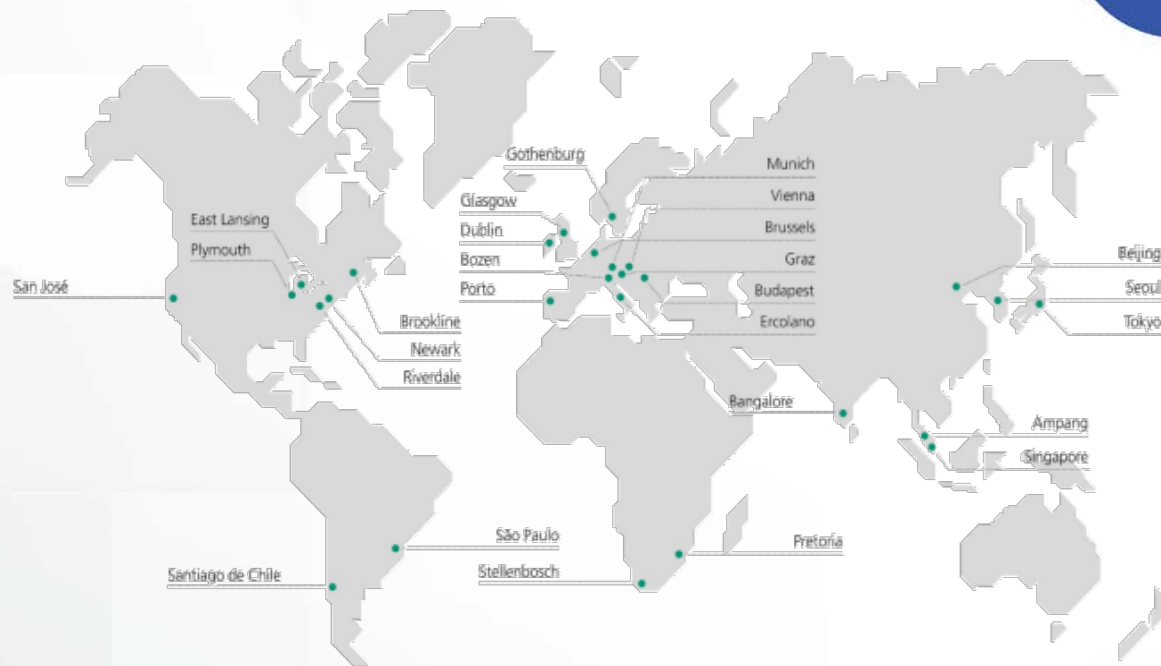 Gothenburg
Munich
Glasgow
Vienna
East Lansing
Dublin
Brussels
Plymouth
Bozen
Graz
Beijing
San José
Porto
Budapest
Seoul
Brookline
Ercolano
Tokyo
Newark
Riverdale
Bangalore
Ampang
Singapore
São Paulo
Pretoria
Santiago de Chile
Stellenbosch